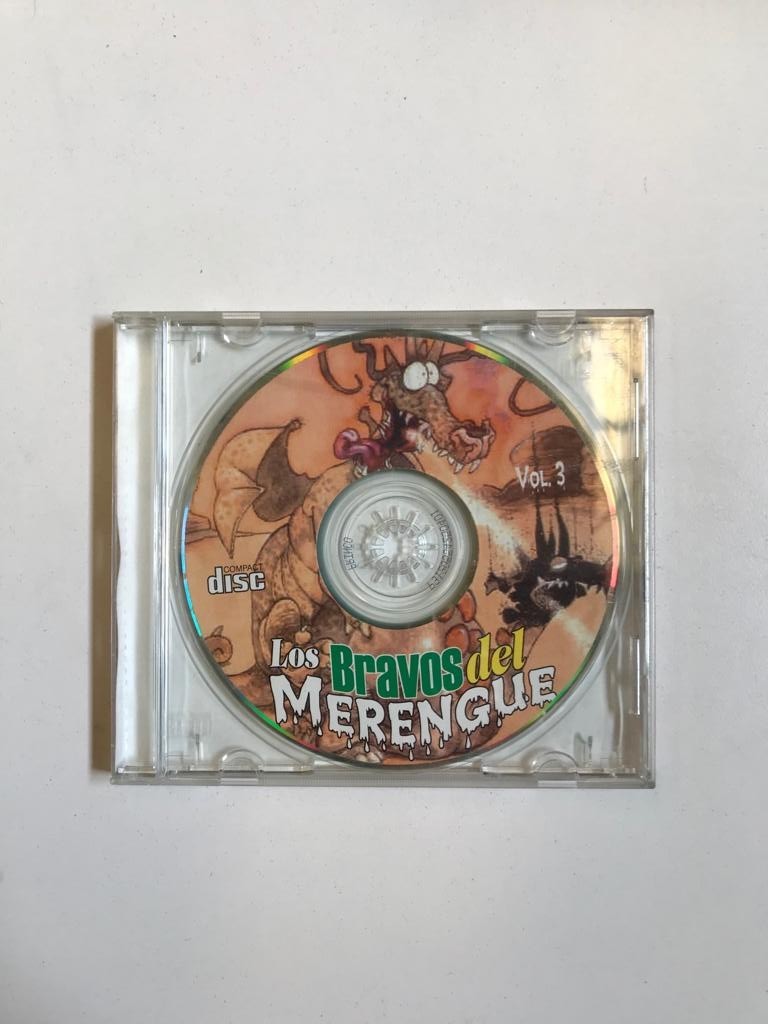 VOL. 3
COMPACT
disc
Los Bravos del
MERENGUE